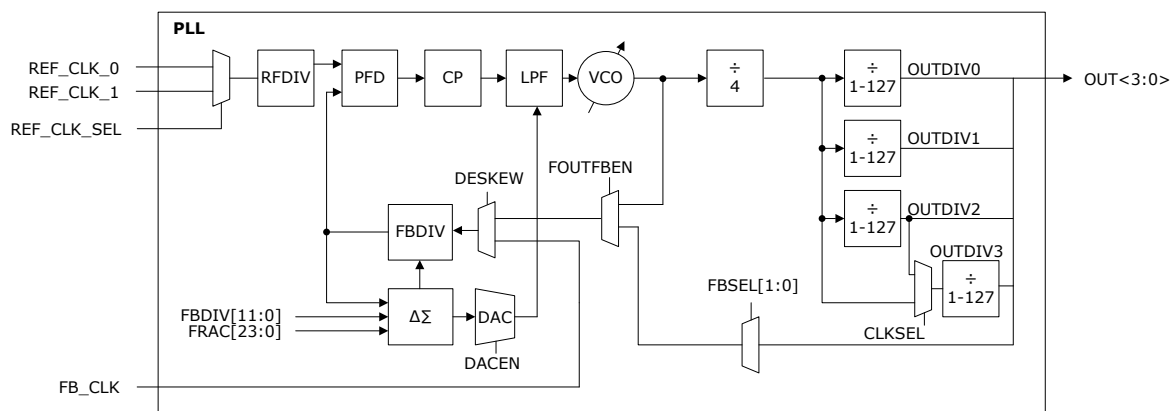 PLL
REF_CLK_0
REF_CLK_1
REF_CLK_SEL
RFDIV
PFD
CP
LPF
VCO
÷
4
÷
1-127
OUTDIV0
OUT<3:0>
÷
1-127
OUTDIV1
÷
1-127
OUTDIV2
OUTDIV3
÷
1-127
CLKSEL
FOUTFBEN
DESKEW
FBDIV
FBSEL[1:0]
FBDIV[11:0]
FRAC[23:0]
ΔΣ
DAC
DACEN
FB_CLK